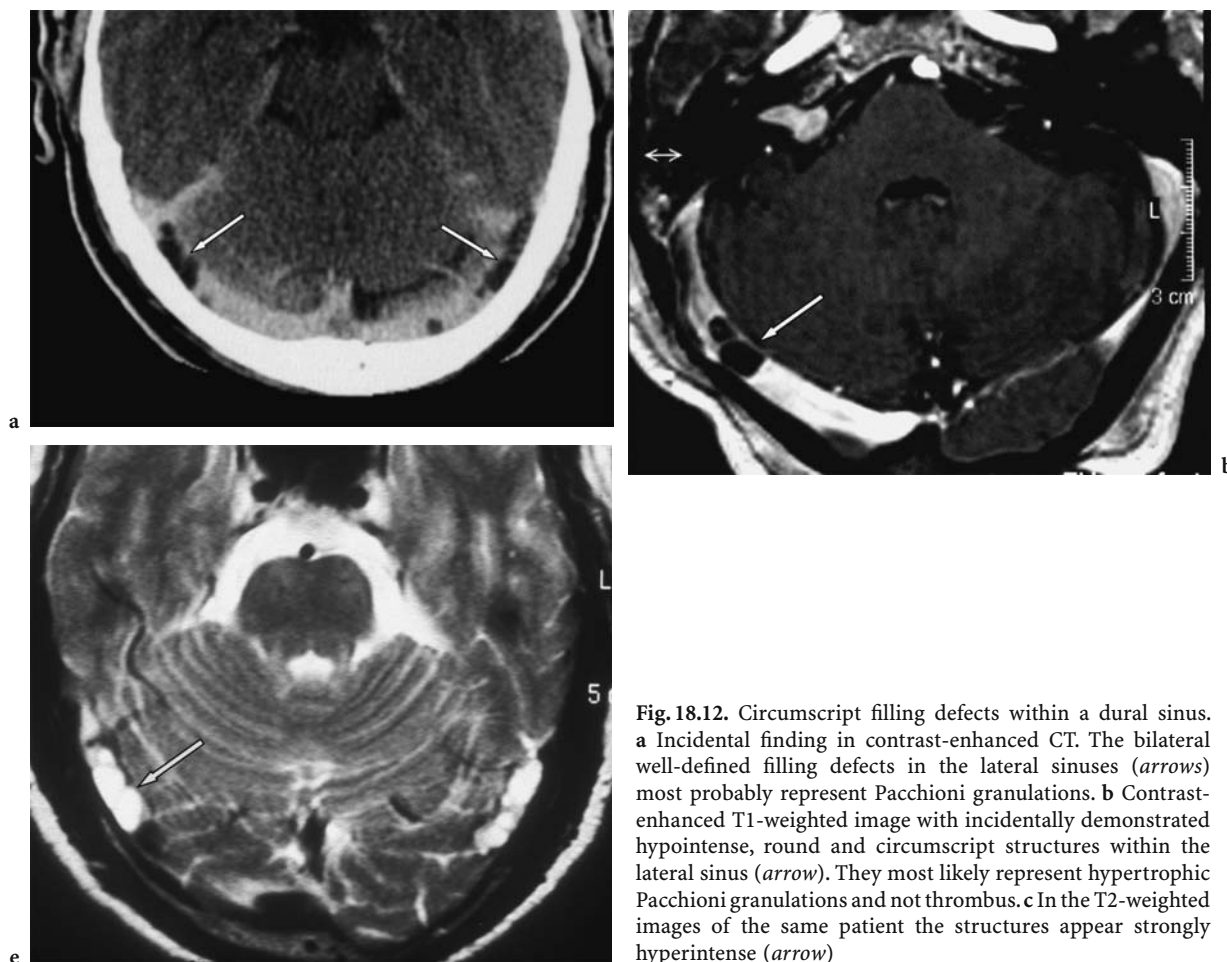 a
L
3 cm
b
L
5
c
Fig. 18.12. Circumscript filling defects within a dural sinus.
a Incidental finding in contrast-enhanced CT. The bilateral
well-defined filling defects in the lateral sinuses (arrows)
most probably represent Pacchioni granulations. b Contrast-
enhanced T1-weighted image with incidentally demonstrated
hypointense, round and circumscript structures within the
lateral sinus (arrow). They most likely represent hypertrophic
Pacchioni granulations and not thrombus. c In the T2-weighted
images of the same patient the structures appear strongly
hyperintense (arrow)